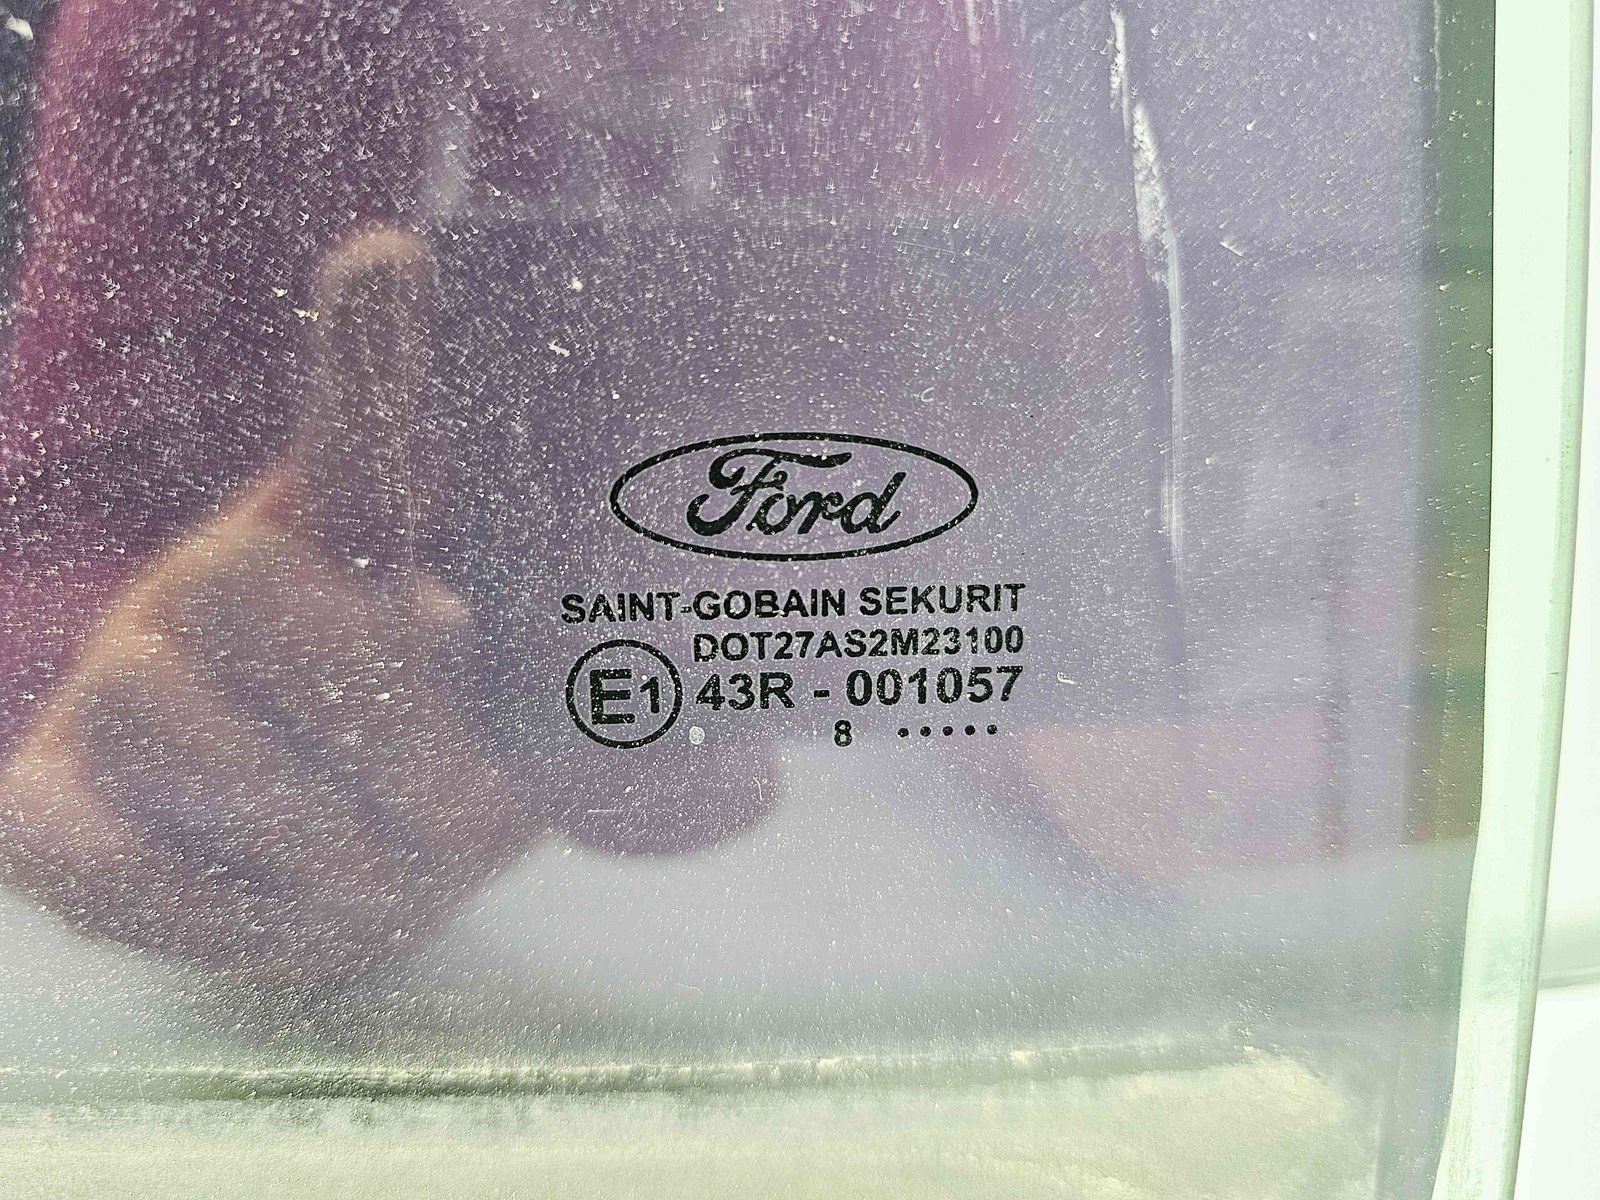 Ford
SAINT-GOBAIN SEKURIT
DOT27AS2M23100
E1 43R - 001057
8 .....